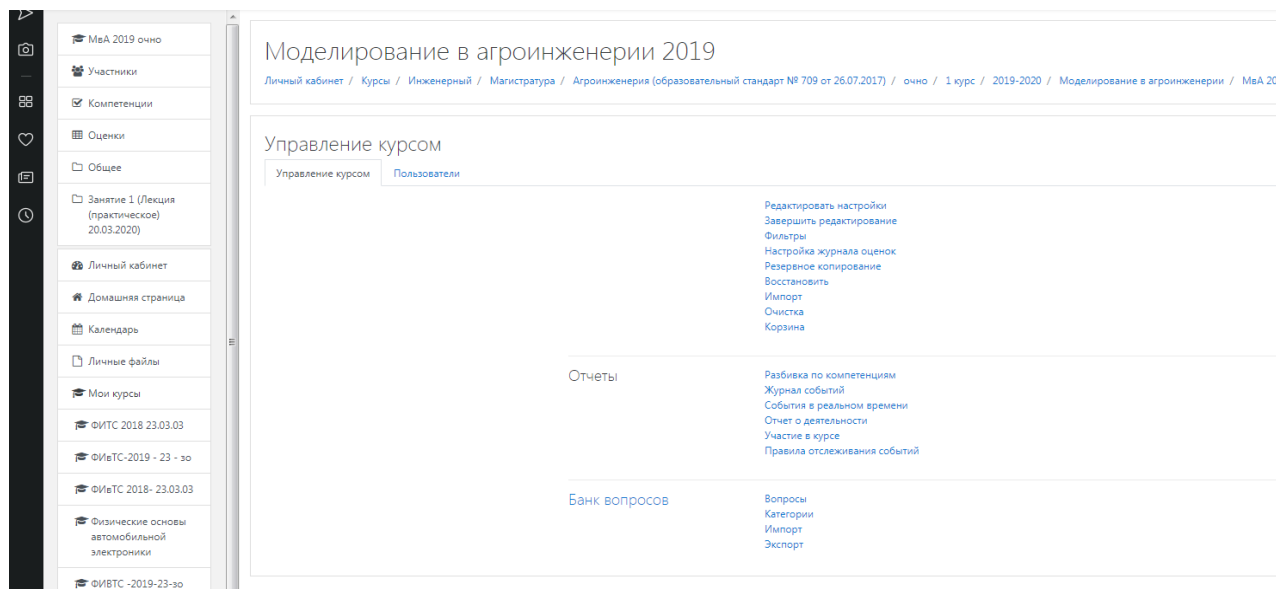 МвА 2019 очно
Участники
Компетенции
Оценки
Общее
Занятие 1 (Лекция
(практическое)
20.03.2020)
Личный кабинет
Домашняя страница
Календарь
Личные файлы
Мои курсы
ФИТС 2018 23.03.03
ФИвТС-2019 - 23 - зо
ФИвТС 2018- 23.03.03
Физические основы
автомобильной
электроники
ФИВТС -2019-23-зо
Моделирование в агроинженерии 2019
Личный кабинет / Курсы / Инженерный / Магистратура / Агроинженерия (образовательный стандарт № 709 от 26.07.2017) / очно / 1 курс / 2019-2020 / Моделирование в агроинженерии / МвА 20
Управление курсом
Управление курсом Пользователи
Редактировать настройки
Завершить редактирование
Фильтры
Настройка журнала оценок
Резервное копирование
Восстановить
Импорт
Очистка
Корзина
Отчеты
Разбивка по компетенциям
Журнал событий
События в реальном времени
Отчет о деятельности
Участие в курсе
Правила отслеживания событий
Банк вопросов
Вопросы
Категории
Импорт
Экспорт